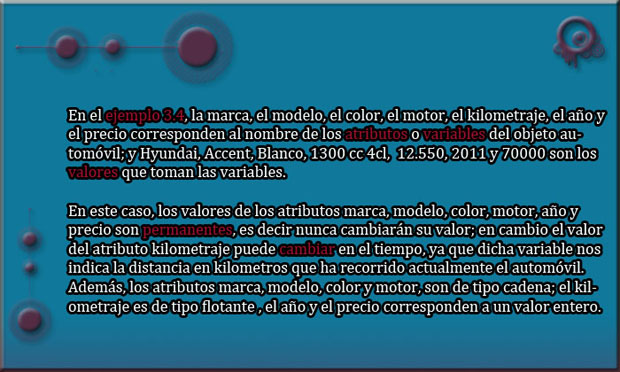 En el ejemplo 3.4, la marca, el modelo, el color, el motor, el kilometraje, el año y
el precio corresponden al nombre de los atributos o variables del objeto au-
tomóvil; y Hyundai, Accent, Blanco, 1300 cc 4cl, 12.550, 2011 y 70000 son los
valores que toman las variables.
En este caso, los valores de los atributos marca, modelo, color, motor, año y
precio son permanentes, es decir nunca cambiarán su valor; en cambio el valor
del atributo kilometraje puede cambiar en el tiempo, ya que dicha variable nos
indica la distancia en kilometros que ha recorrido actualmente el automóvil.
Además, los atributos marca, modelo, color y motor, son de tipo cadena; el kil-
ometraje es de tipo flotante , el año y el precio corresponden a un valor entero.